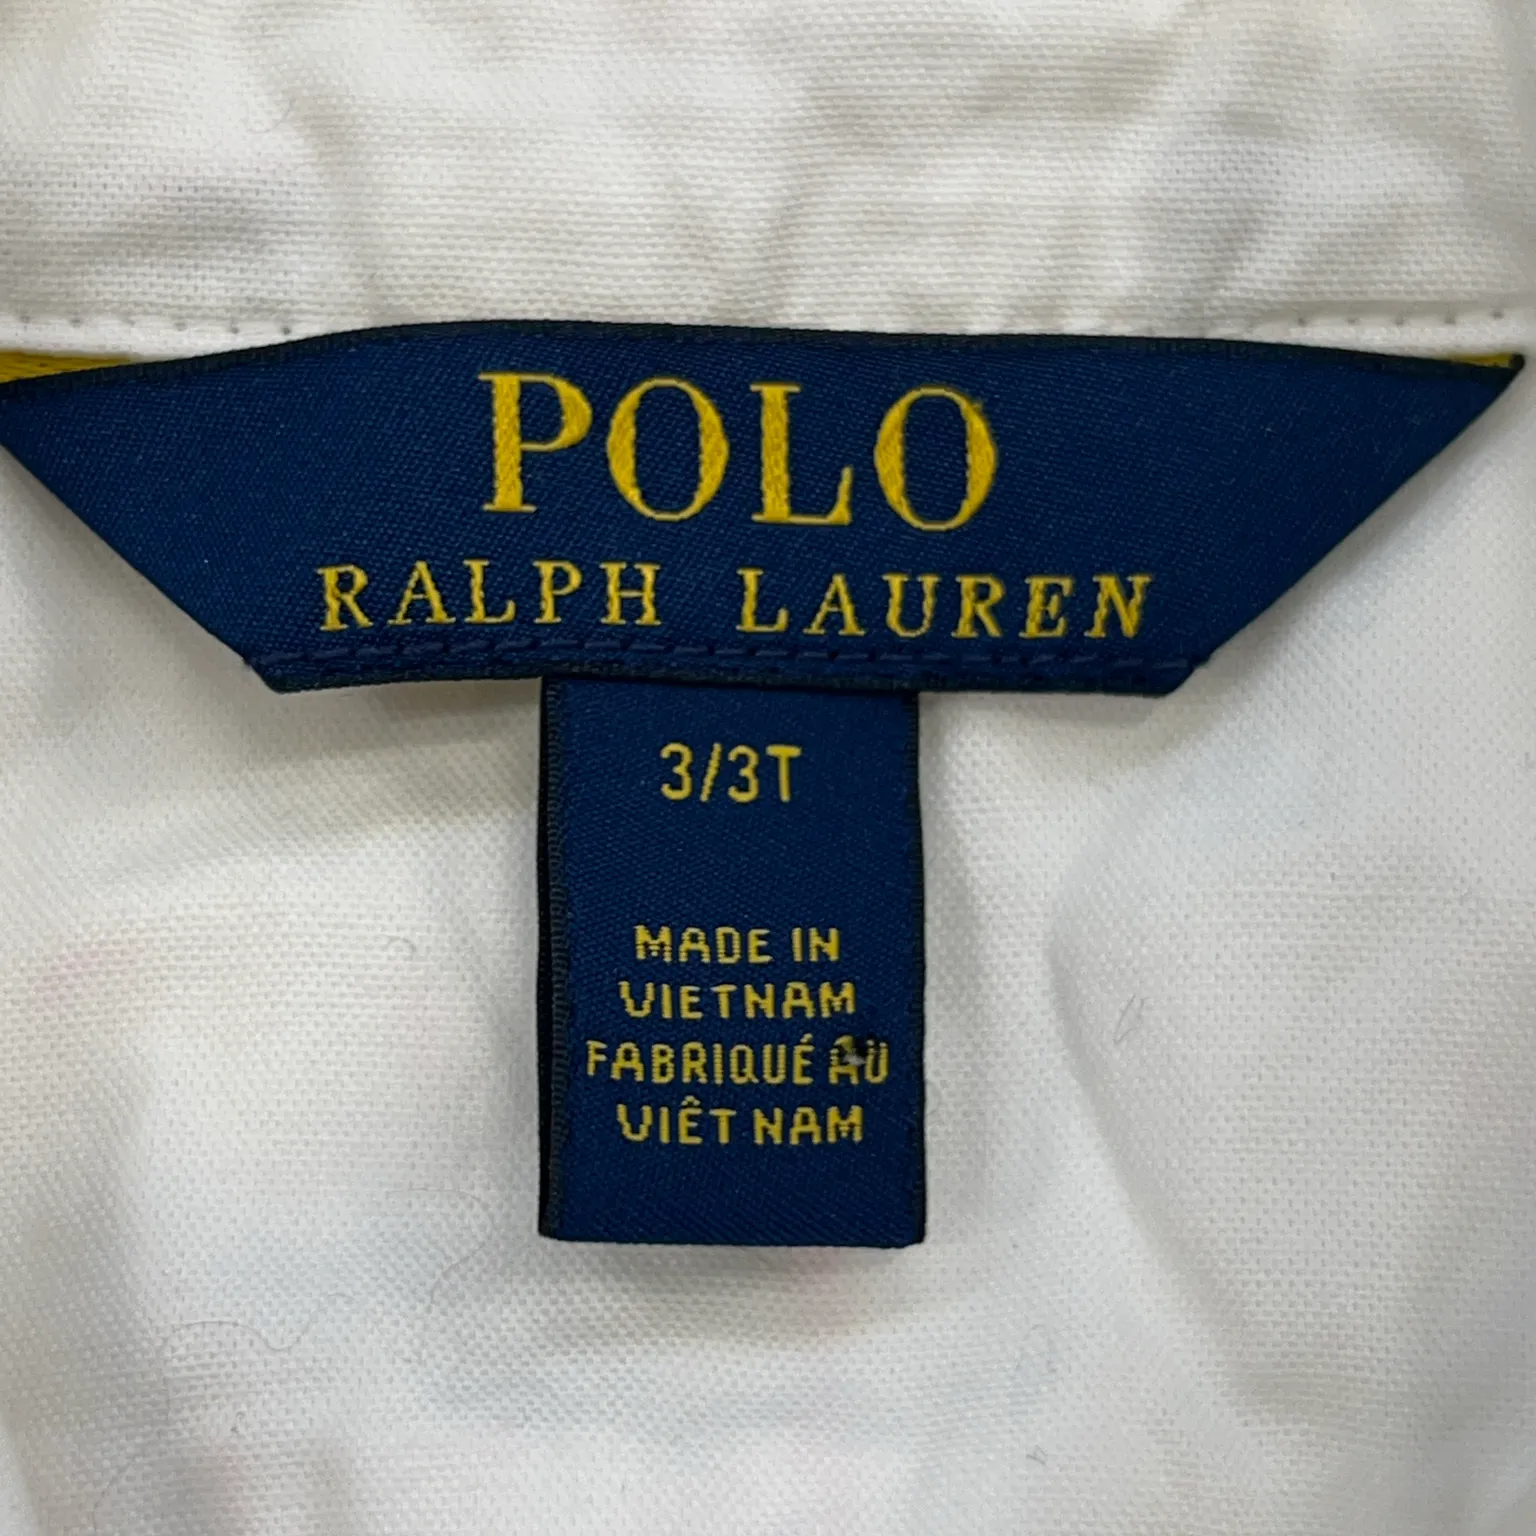 POLO
RALPH LAUREN
3/3T
MADE IN
VIETNAM
FABRIQUÉ AU
VIÊT NAM